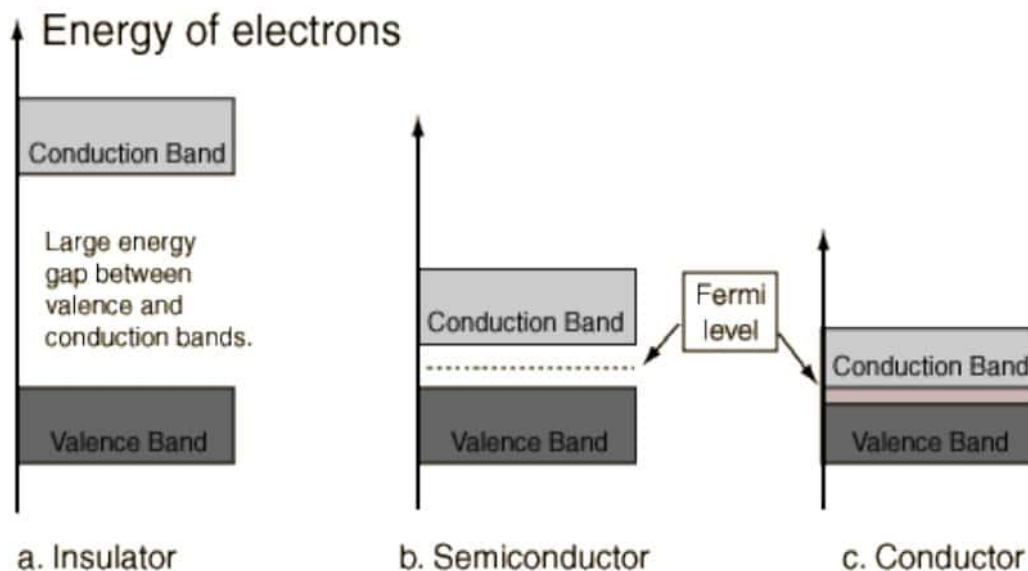 Energy of electrons
Conduction Band
Large energy
gap between
valence and
conduction bands.
Valence Band
a. Insulator
Conduction Band
Valence Band
b. Semiconductor
Fermi
level
Conduction Band
Valence Band
c. Conductor